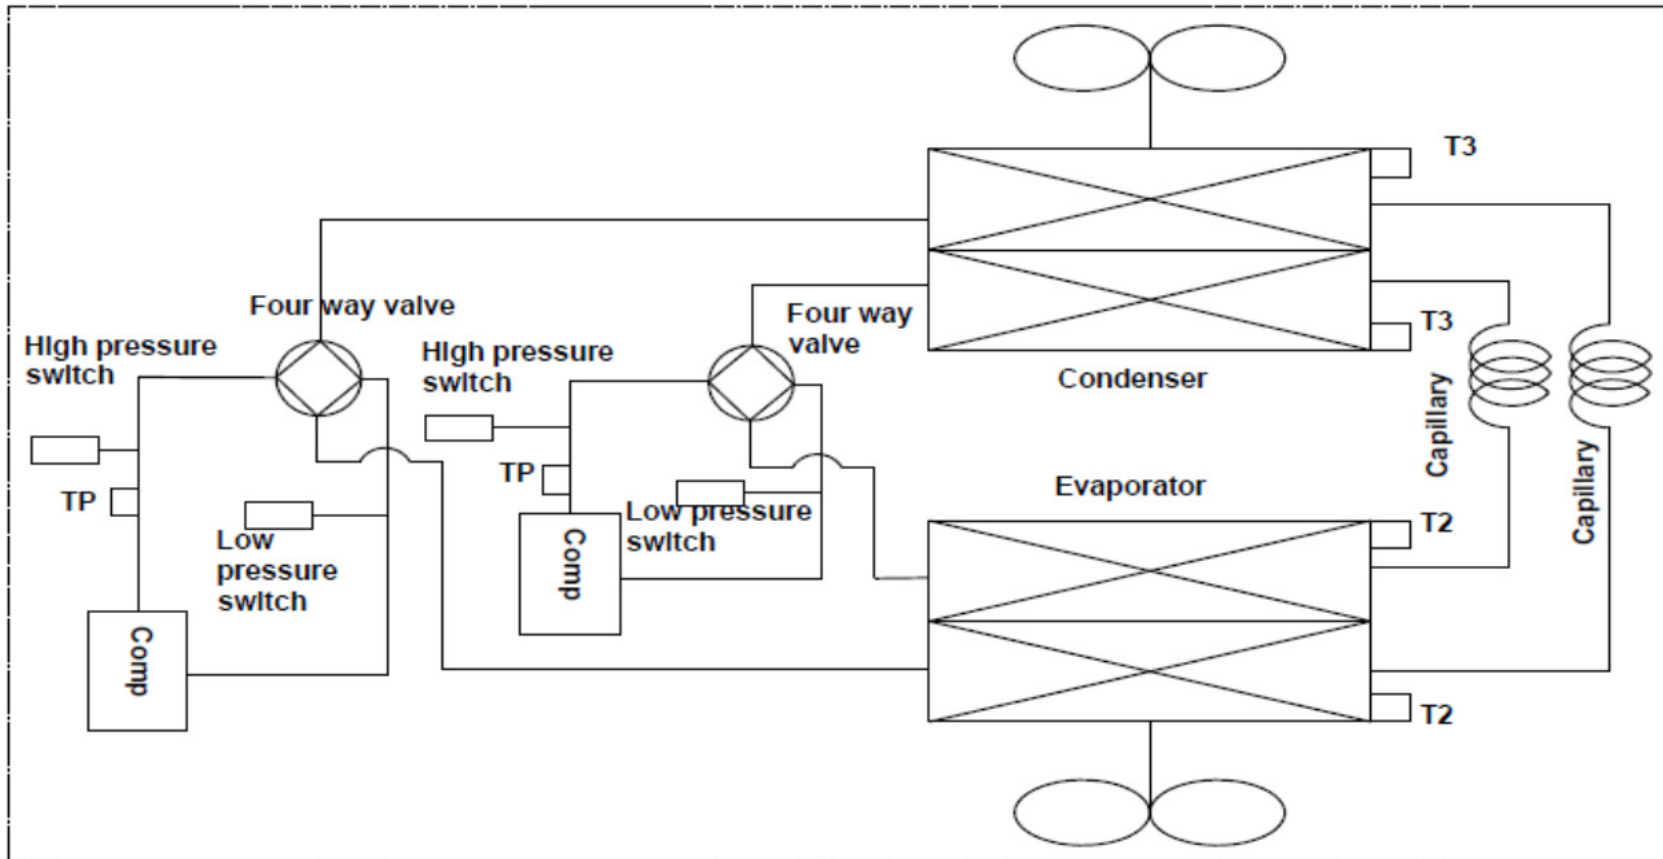 T3
Four way valve
High pressure
switch
TP
Low
pressure
switch
Comp
High pressure
switch
Four way
valve
TP
Low pressure
switch
Comp
T3
Condenser
Capillary
Capillary
Evaporator
T2
T2